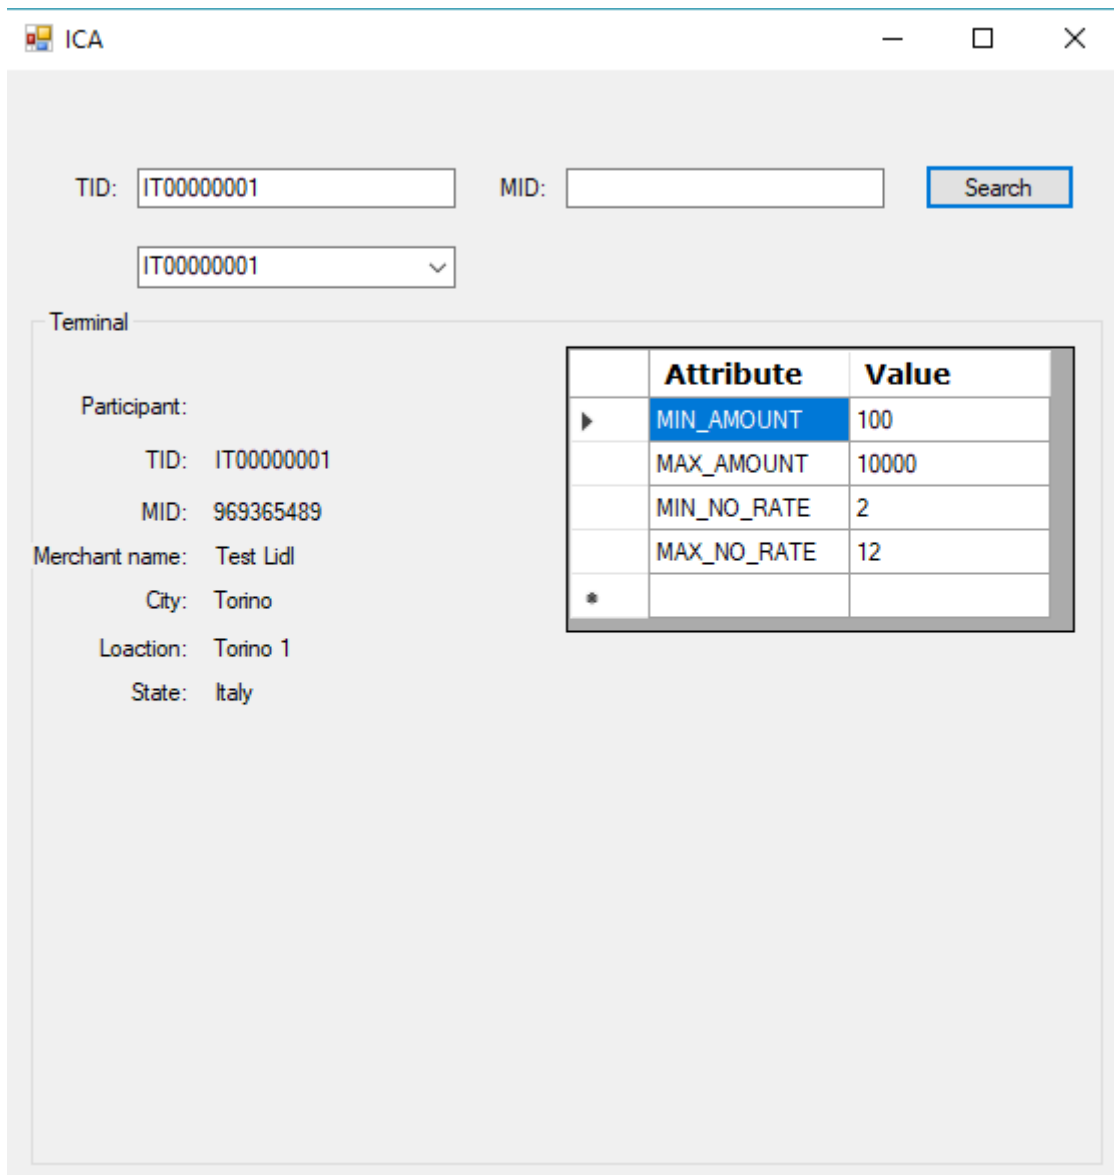 ICA
TID: IT00000001 MID: Search
IT00000001
Terminal
Participant:
TID: IT00000001
MID: 969365489
Merchant name: Test Lidl
City: Torino
Loaction: Torino 1
State: Italy
Attribute Value
MIN_AMOUNT 100
MAX_AMOUNT 10000
MIN_NO_RATE 2
MAX_NO_RATE 12